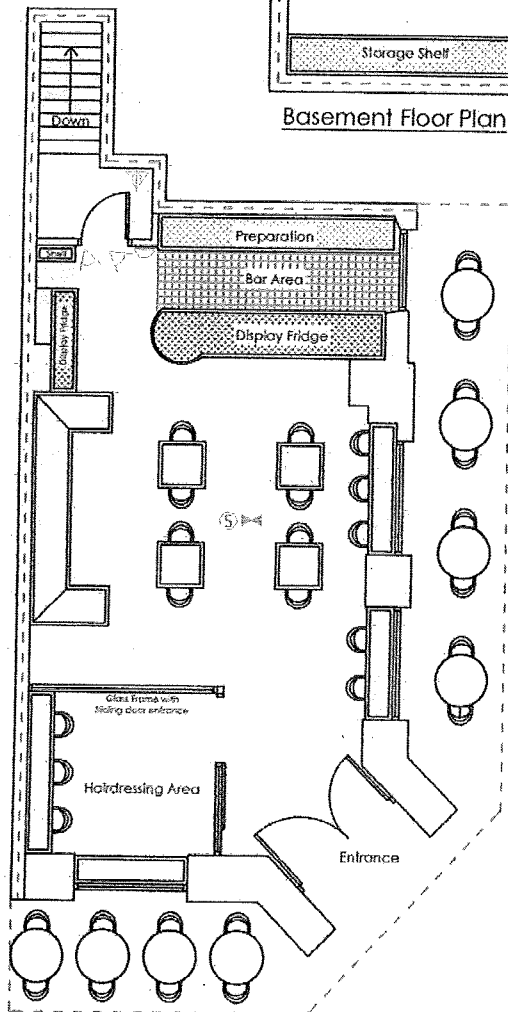 Storage Shelf
Basement Floor Plan
Down
Preparation
Shelf
Bar Area
Display Fridge
Display Fridge
S
Glass Frame with
Sliding door entrance
Hairdressing Area
Entrance